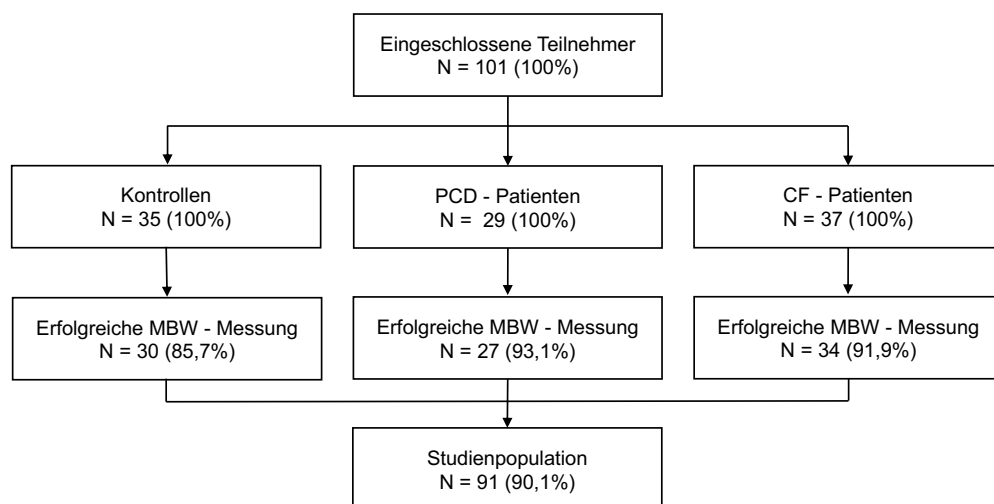 Eingeschlossene Teilnehmer
N = 101 (100%)
Kontrollen
N = 35 (100%)
PCD - Patienten
N = 29 (100%)
CF - Patienten
N = 37 (100%)
Erfolgreiche MBW - Messung
N = 30 (85,7%)
Erfolgreiche MBW - Messung
N = 27 (93,1%)
Erfolgreiche MBW - Messung
N = 34 (91,9%)
Studienpopulation
N = 91 (90,1%)